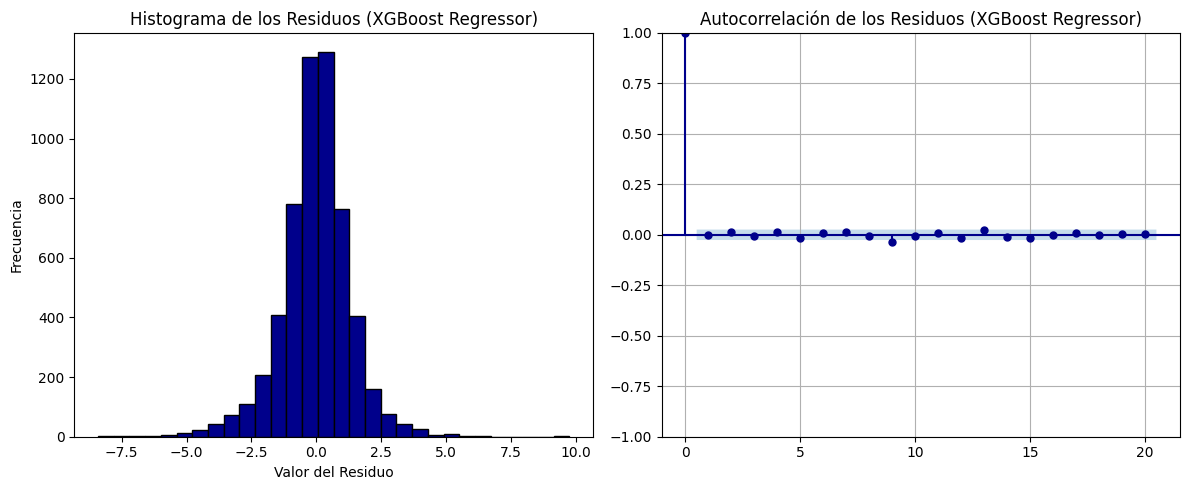 Histograma de los Residuos (XGBoost Regressor)
1200
1000
800
600
400
200
0
Frecuencia
−7.5 −5.0 −2.5 0.0 2.5 5.0 7.5 10.0
Valor del Residuo
Autocorrelación de los Residuos (XGBoost Regressor)
1.00
0.75
0.50
0.25
0.00
−0.25
−0.50
−0.75
−1.00
0 5 10 15 20